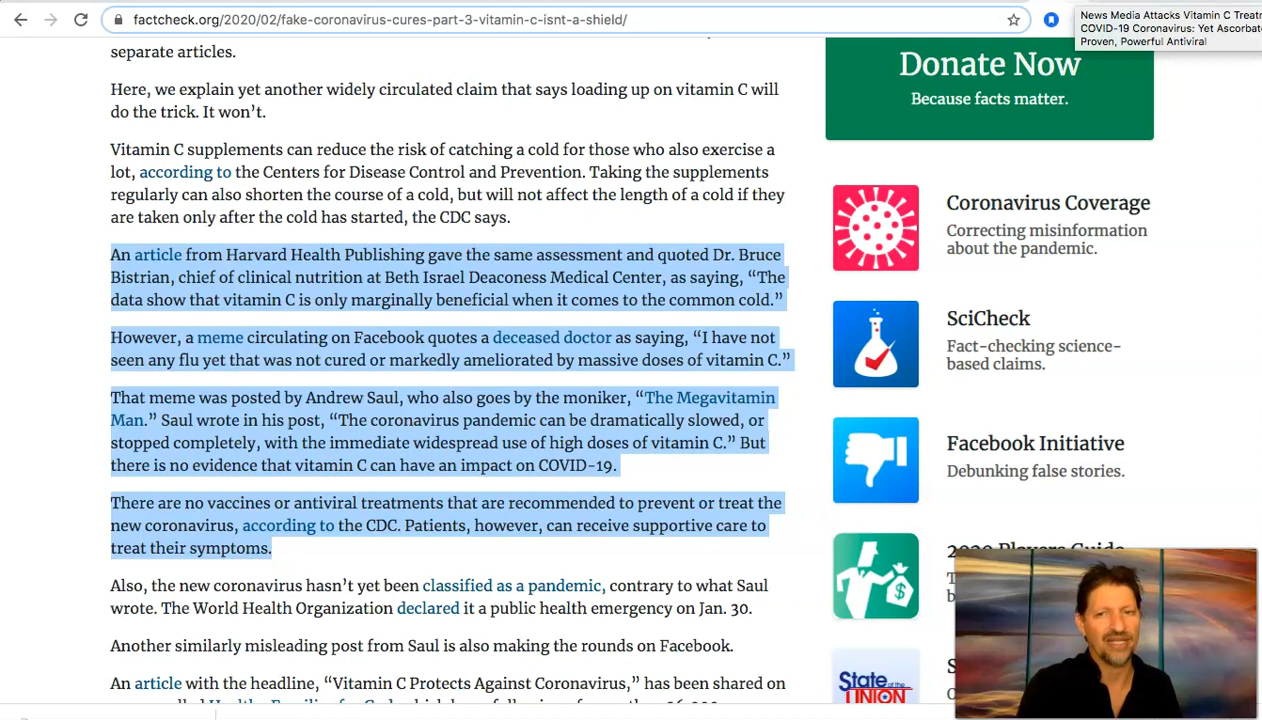 factcheck.org/2020/02/fake-coronavirus-cures-part-3-vitamin-c-isnt-a-shield/
News Media Attacks Vitamin C Treatm
COVID-19 Coronavirus: Yet Ascorbate
Proven, Powerful Antiviral
separate articles.
Here, we explain yet another widely circulated claim that says loading up on vitamin C will
do the trick. It won’t.
Vitamin C supplements can reduce the risk of catching a cold for those who also exercise a
lot, according to the Centers for Disease Control and Prevention. Taking the supplements
regularly can also shorten the course of a cold, but will not affect the length of a cold if they
are taken only after the cold has started, the CDC says.
An article from Harvard Health Publishing gave the same assessment and quoted Dr. Bruce
Bistrian, chief of clinical nutrition at Beth Israel Deaconess Medical Center, as saying, “The
data show that vitamin C is only marginally beneficial when it comes to the common cold.”
However, a meme circulating on Facebook quotes a deceased doctor as saying, “I have not
seen any flu yet that was not cured or markedly ameliorated by massive doses of vitamin C.”
That meme was posted by Andrew Saul, who also goes by the moniker, “The Megavitamin
Man.” Saul wrote in his post, “The coronavirus pandemic can be dramatically slowed, or
stopped completely, with the immediate widespread use of high doses of vitamin C.” But
there is no evidence that vitamin C can have an impact on COVID-19.
There are no vaccines or antiviral treatments that are recommended to prevent or treat the
new coronavirus, according to the CDC. Patients, however, can receive supportive care to
treat their symptoms.
Also, the new coronavirus hasn’t yet been classified as a pandemic, contrary to what Saul
wrote. The World Health Organization declared it a public health emergency on Jan. 30.
Another similarly misleading post from Saul is also making the rounds on Facebook.
An article with the headline, “Vitamin C Protects Against Coronavirus,” has been shared on
Donate Now
Because facts matter.
Coronavirus Coverage
Correcting misinformation
about the pandemic.
SciCheck
Fact-checking science-
based claims.
Facebook Initiative
Debunking false stories.
2020 Players Guide
State of the
UNION